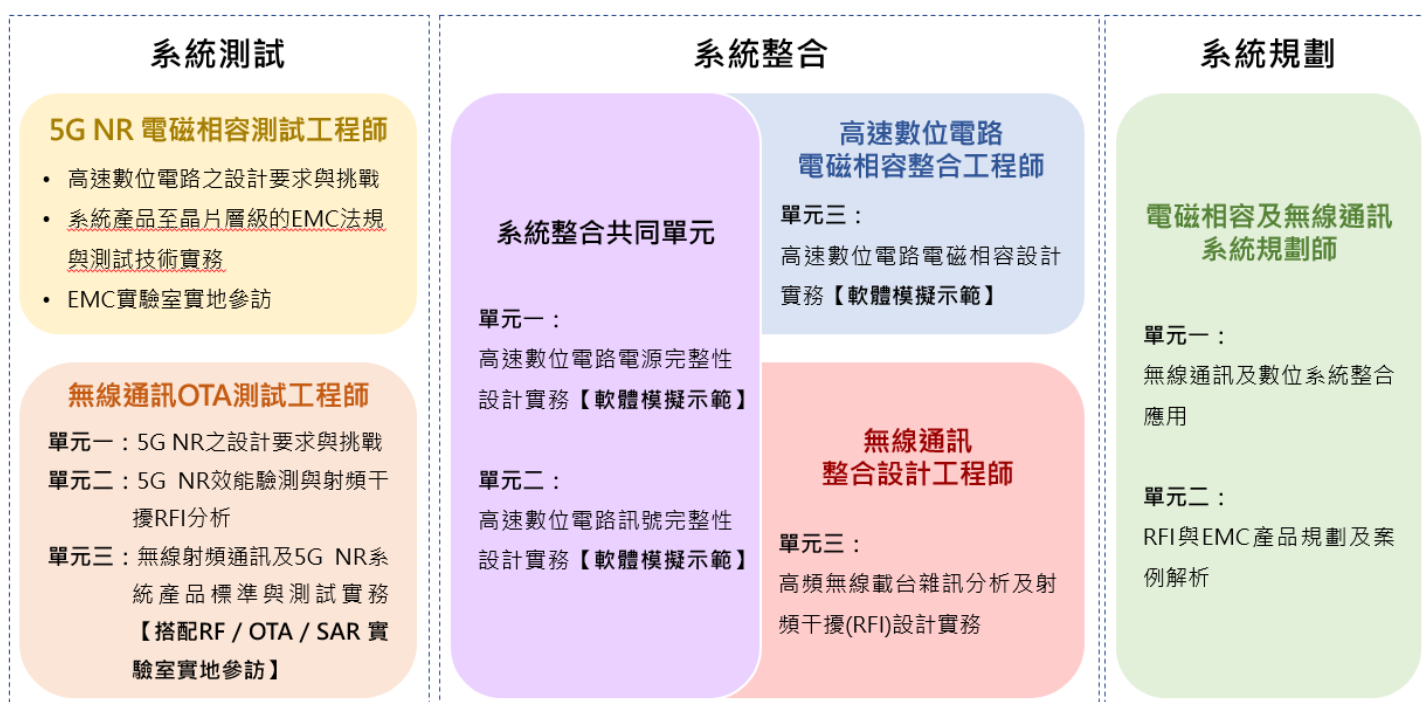 系統測試
5G NR 電磁相容測試工程師
• 高速數位電路之設計要求與挑戰
• 系統產品至晶片層級的EMC法規
與測試技術實務
• EMC實驗室實地參訪
無線通訊OTA測試工程師
單元一：5G NR之設計要求與挑戰
單元二：5G NR效能驗測與射頻干
擾RFI分析
單元三：無線射頻通訊及5G NR系
統產品標準與測試實務
【搭配RF / OTA / SAR 實
驗室實地參訪】
系統整合
系統整合共同單元
單元一：
高速數位電路電源完整性
設計實務【軟體模擬示範】
單元二：
高速數位電路訊號完整性
設計實務【軟體模擬示範】
高速數位電路
電磁相容整合工程師
單元三：
高速數位電路電磁相容設計
實務【軟體模擬示範】
無線通訊
整合設計工程師
單元三：
高頻無線載台雜訊分析及射
頻干擾(RFI)設計實務
系統規劃
電磁相容及無線通訊
系統規劃師
單元一：
無線通訊及數位系統整合
應用
單元二：
RFI與EMC產品規劃及案
例解析